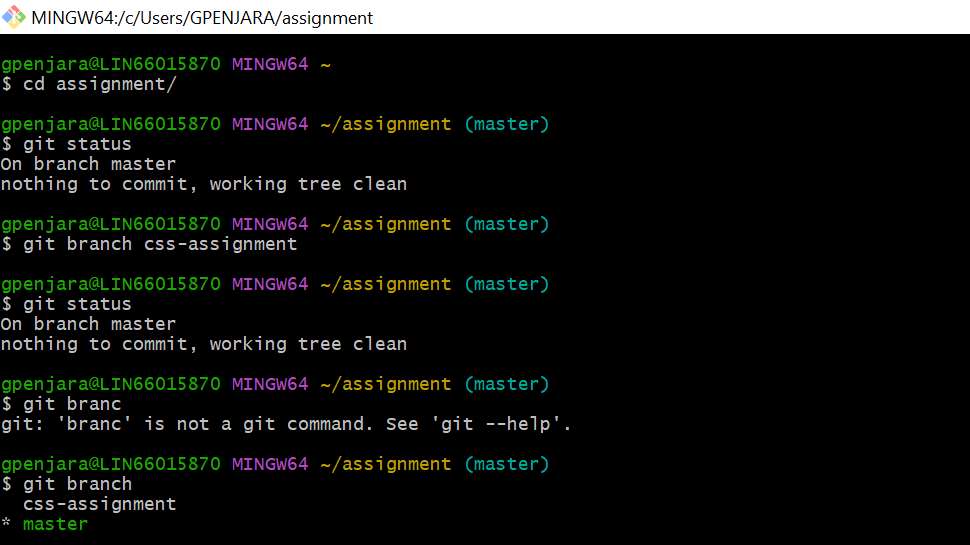 MINGW64:/c/Users/GPENJARA/assignment
gpenjara@LIN66015870 MINGW64 ~
$ cd assignment/
gpenjara@LIN66015870 MINGW64 ~/assignment (master)
$ git status
On branch master
nothing to commit, working tree clean
gpenjara@LIN66015870 MINGW64 ~/assignment (master)
$ git branch css-assignment
gpenjara@LIN66015870 MINGW64 ~/assignment (master)
$ git status
On branch master
nothing to commit, working tree clean
gpenjara@LIN66015870 MINGW64 ~/assignment (master)
$ git branc
git: 'branc' is not a git command. See 'git --help'.
gpenjara@LIN66015870 MINGW64 ~/assignment (master)
$ git branch
  css-assignment
* master